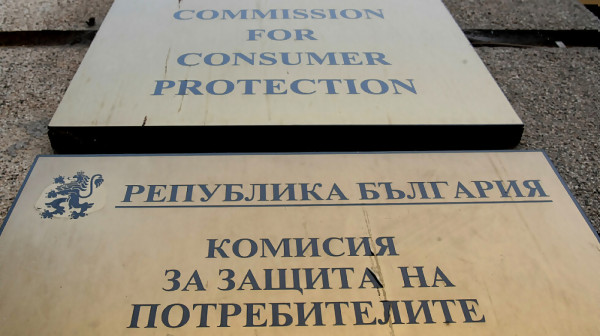 COMMISSION
FOR
CONSUMER
PROTECTION
РЕПУБЛИКА БЪЛГАРИЯ
КОМИСИЯ
ЗА ЗАЩИТА НА
ПОТРЕБИТЕЛИТЕ